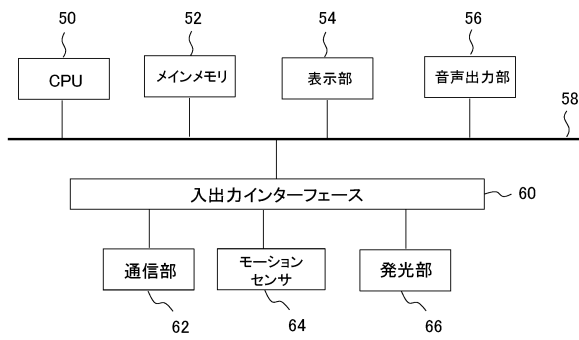 50
52
54
56
CPU
メインメモリ
表示部
音声出力部
58
入出力インターフェース
60
通信部
モーション
センサ
発光部
62
64
66